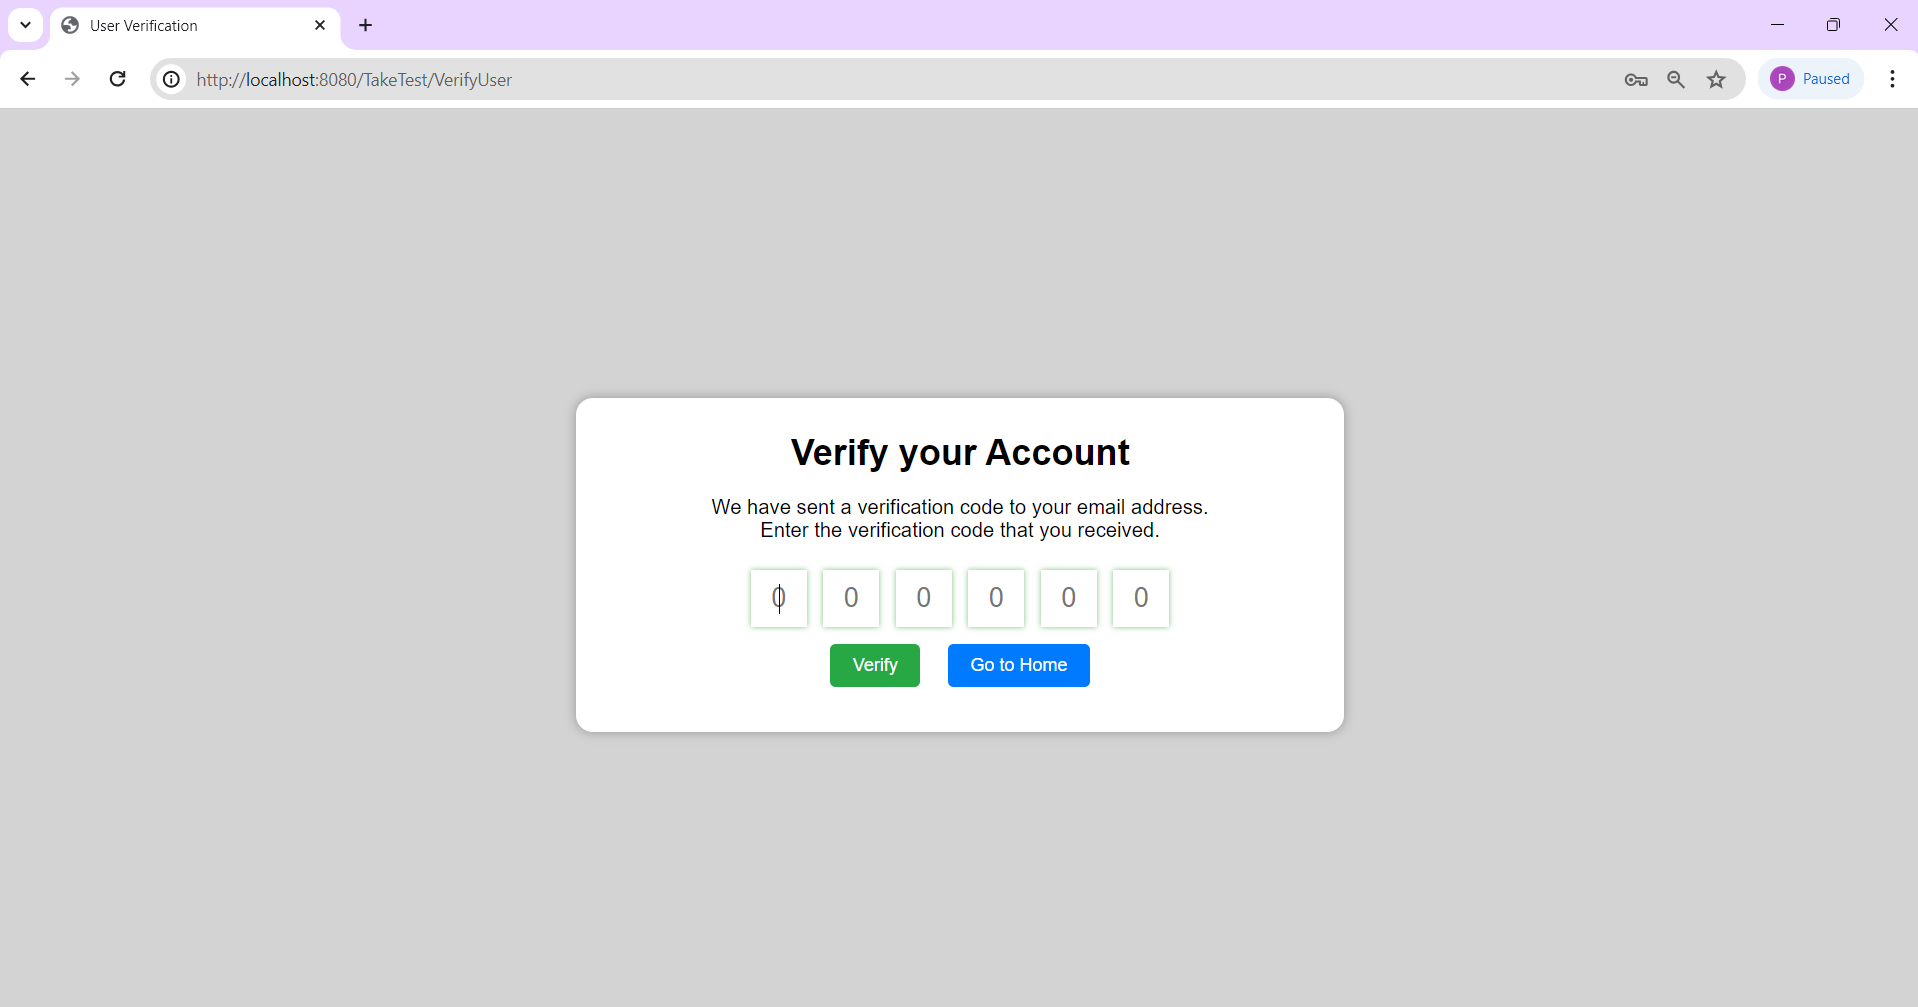 User Verification
http://localhost:8080/TakeTest/VerifyUser
P Paused
Verify your Account
We have sent a verification code to your email address.
Enter the verification code that you received.
0 0 0 0 0 0
Verify Go to Home